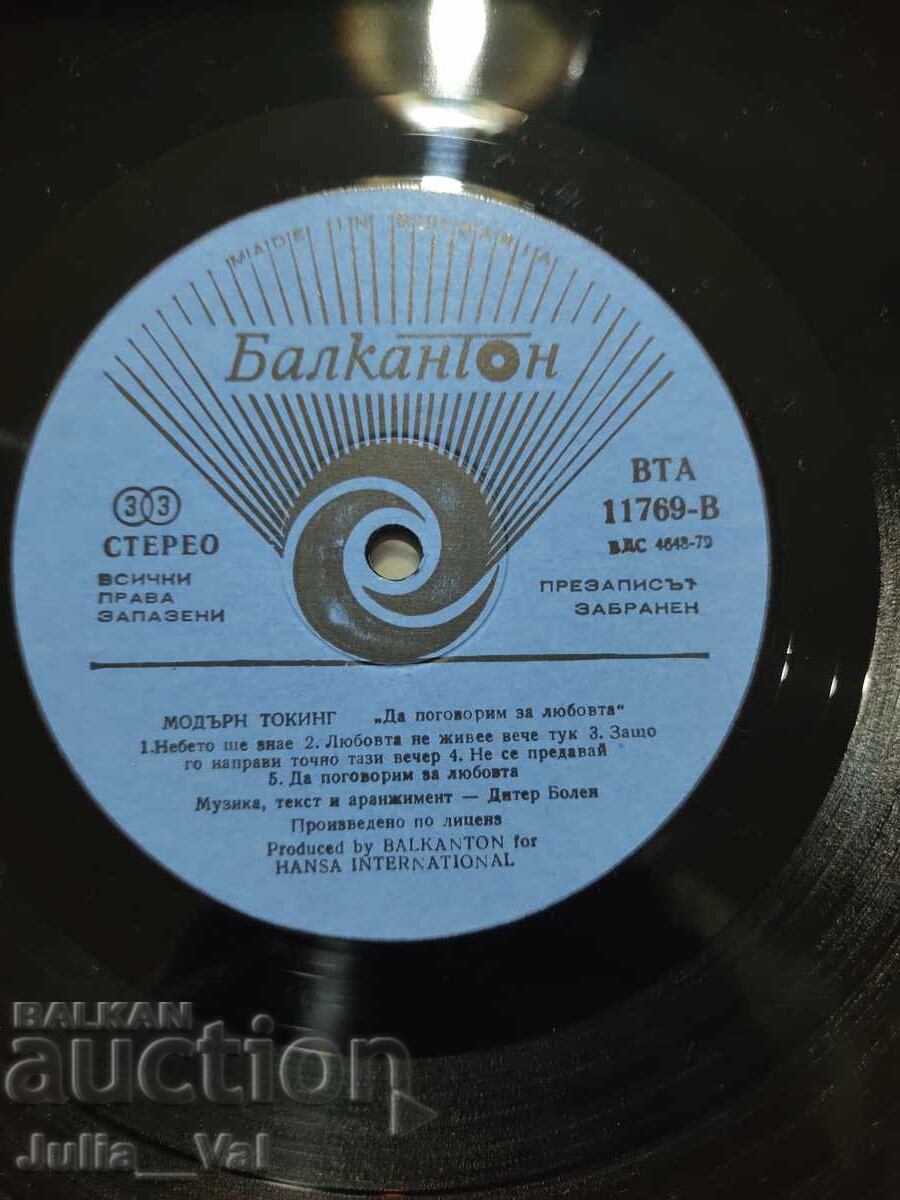 MADE IN BULGARIA
Балкантон
33
СТЕРЕО
ВСИЧКИ
ПРАВА
ЗАПАЗЕНИ
ВТА
11769-В
БДС 4643-79
ПРЕЗАПИСЪТ
ЗАБРАНЕН
МОДЪРН ТОКИНГ „Да поговорим за любовта“
1.Небето ще знае 2. Любовта не живее вече тук 3. Защо
го направи точно тази вечер 4. Не се предавай
5. Да поговорим за любовта
Музика, текст и аранжимент — Дитер Болен
Произведено по лиценз
Produced by BALKANTON for
HANSA INTERNATIONAL
BALKAN
auction
Julia__Val